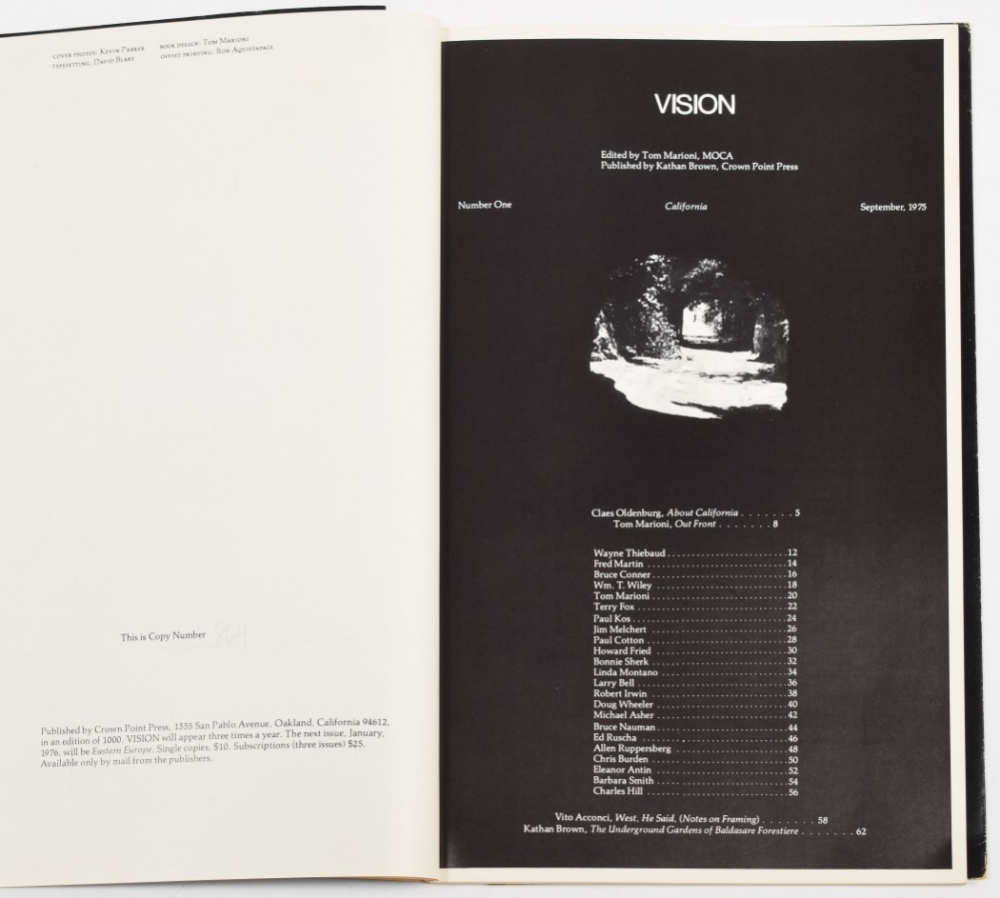 COVER PHOTOS: KEVIN PARKER BOOK DESIGN: TOM MARIONI
TYPESETTING: DAVID BLAKE OFFSET PRINTING: RON AQUISTAPACE
This is Copy Number 864
Published by Crown Point Press, 1555 San Pablo Avenue, Oakland, California 94612,
in an edition of 1000. VISION will appear three times a year. The next issue, January,
1976, will be Eastern Europe. Single copies, $10. Subscriptions (three issues) $25.
Available only by mail from the publishers.
VISION
Edited by Tom Marioni, MOCA
Published by Kathan Brown, Crown Point Press
Number One California September, 1975
Claes Oldenburg, About California . . . . . . . 5
Tom Marioni, Out Front . . . . . . . 8
Wayne Thiebaud . . . . . . . . . . . . . . . . . . . . . . . . 12
Fred Martin . . . . . . . . . . . . . . . . . . . . . . . . . . . 14
Bruce Conner . . . . . . . . . . . . . . . . . . . . . . . . . . 16
Wm. T. Wiley . . . . . . . . . . . . . . . . . . . . . . . . . . 18
Tom Marioni . . . . . . . . . . . . . . . . . . . . . . . . . . 20
Terry Fox . . . . . . . . . . . . . . . . . . . . . . . . . . . . . 22
Paul Kos . . . . . . . . . . . . . . . . . . . . . . . . . . . . . . 24
Jim Melchert . . . . . . . . . . . . . . . . . . . . . . . . . . 26
Paul Cotton . . . . . . . . . . . . . . . . . . . . . . . . . . . 28
Howard Fried . . . . . . . . . . . . . . . . . . . . . . . . . . 30
Bonnie Sherk . . . . . . . . . . . . . . . . . . . . . . . . . . 32
Linda Montano . . . . . . . . . . . . . . . . . . . . . . . . . 34
Larry Bell . . . . . . . . . . . . . . . . . . . . . . . . . . . . . 36
Robert Irwin . . . . . . . . . . . . . . . . . . . . . . . . . . 38
Doug Wheeler . . . . . . . . . . . . . . . . . . . . . . . . . 40
Michael Asher . . . . . . . . . . . . . . . . . . . . . . . . . 42
Bruce Nauman . . . . . . . . . . . . . . . . . . . . . . . . . 44
Ed Ruscha . . . . . . . . . . . . . . . . . . . . . . . . . . . . 46
Allen Ruppersberg . . . . . . . . . . . . . . . . . . . . . . 48
Chris Burden . . . . . . . . . . . . . . . . . . . . . . . . . . 50
Eleanor Antin . . . . . . . . . . . . . . . . . . . . . . . . . 52
Barbara Smith . . . . . . . . . . . . . . . . . . . . . . . . . 54
Charles Hill . . . . . . . . . . . . . . . . . . . . . . . . . . . 56
Vito Acconci, West, He Said, (Notes on Framing) . . . . . . . 58
Kathan Brown, The Underground Gardens of Baldasare Forestiere . . . . . . . 62